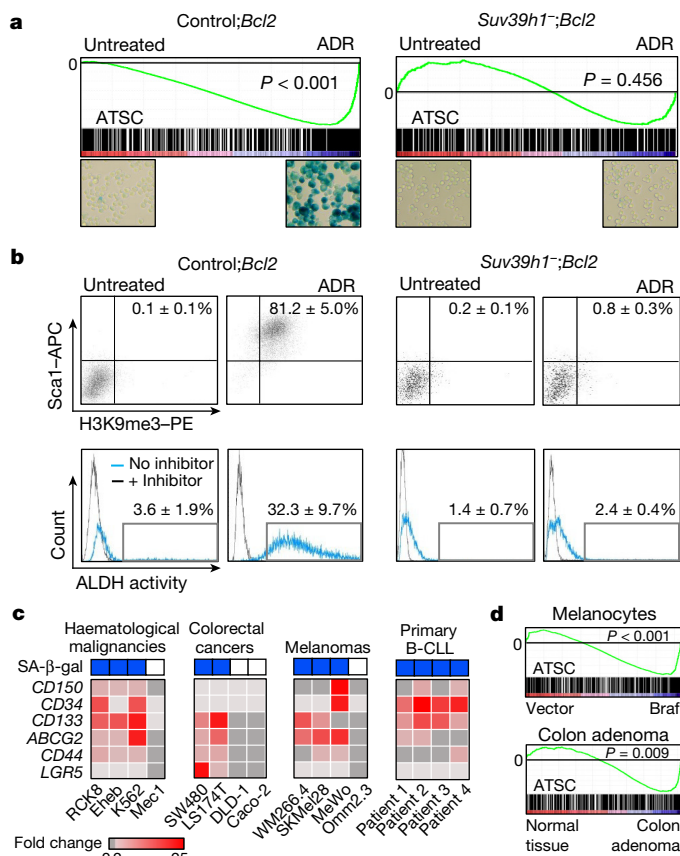 a
Control;Bcl2
Suv39h1⁻;Bcl2
Untreated
ADR
Untreated
ADR
0
P < 0.001
0
P = 0.456
ATSC
ATSC
b
Control;Bcl2
Suv39h1⁻;Bcl2
Untreated
ADR
Untreated
ADR
0.1 ± 0.1%
81.2 ± 5.0%
0.2 ± 0.1%
0.8 ± 0.3%
Sca1–APC
H3K9me3–PE
No inhibitor
+ Inhibitor
3.6 ± 1.9%
32.3 ± 9.7%
1.4 ± 0.7%
2.4 ± 0.4%
Count
ALDH activity
c
Haematological
malignancies
Colorectal
cancers
Melanomas
Primary
B-CLL
SA-β-gal
CD150
CD34
CD133
ABCG2
CD44
LGR5
RCK8
Eheb
K562
Mec1
SW480
LS174T
DLD-1
Caco-2
WM266.4
SKMel28
MeWo
Omm2.3
Patient 1
Patient 2
Patient 3
Patient 4
Fold change
d
Melanocytes
P < 0.001
0
ATSC
Vector
Braf
Colon adenoma
P = 0.009
0
ATSC
Normal
tissue
Colon
adenoma